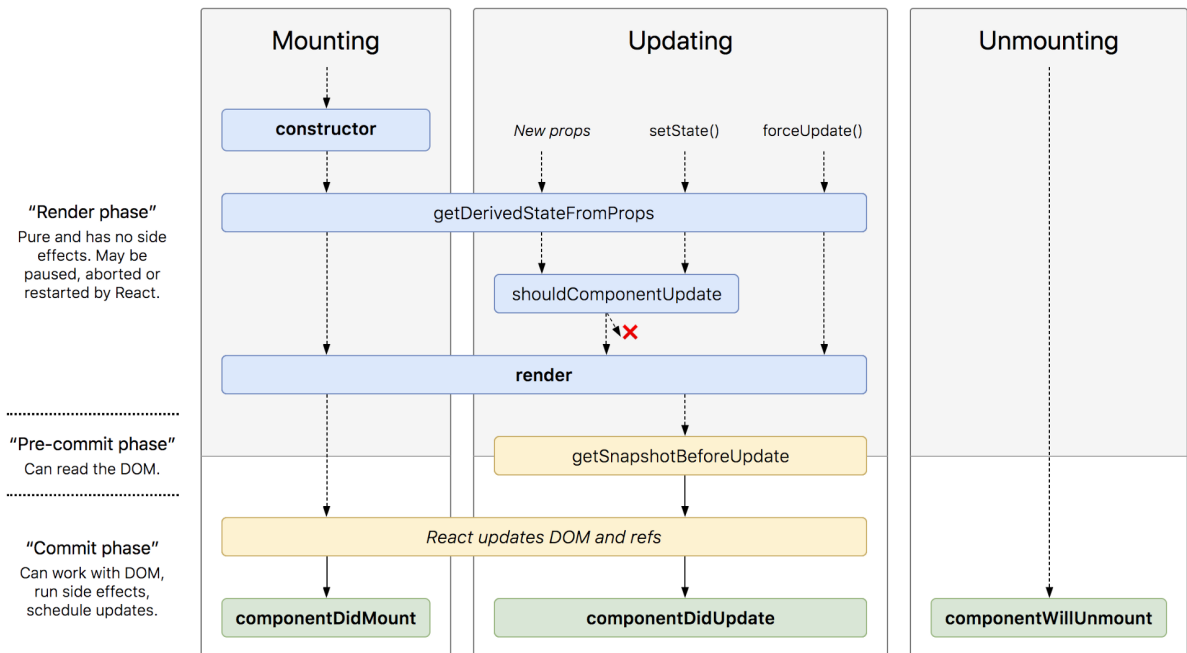 Mounting
Updating
Unmounting
constructor
New props
setState()
forceUpdate()
“Render phase”
Pure and has no side
effects. May be
paused, aborted or
restarted by React.
getDerivedStateFromProps
shouldComponentUpdate
render
“Pre-commit phase”
Can read the DOM.
getSnapshotBeforeUpdate
“Commit phase”
Can work with DOM,
run side effects,
schedule updates.
React updates DOM and refs
componentDidMount
componentDidUpdate
componentWillUnmount